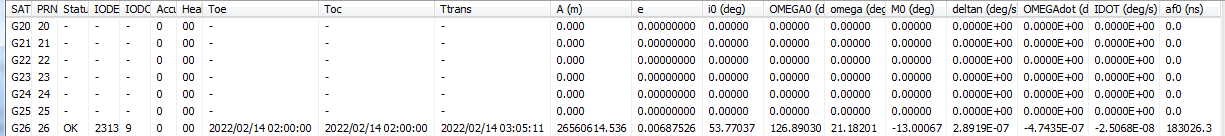 SAT PRN Statu IODE IODC Accu Hea Toe Toc Ttrans A (m) e i0 (deg) OMEGA0 (d omega (deg M0 (deg) deltan (deg/s OMEGAdot (d IDOT (deg/s) af0 (ns)
G20 20 - - - 0 00 - - - 0.000 0.00000000 0.00000 0.00000 0.00000 0.00000 0.0000E+00 0.0000E+00 0.0000E+00 0.0
G21 21 - - - 0 00 - - - 0.000 0.00000000 0.00000 0.00000 0.00000 0.00000 0.0000E+00 0.0000E+00 0.0000E+00 0.0
G22 22 - - - 0 00 - - - 0.000 0.00000000 0.00000 0.00000 0.00000 0.00000 0.0000E+00 0.0000E+00 0.0000E+00 0.0
G23 23 - - - 0 00 - - - 0.000 0.00000000 0.00000 0.00000 0.00000 0.00000 0.0000E+00 0.0000E+00 0.0000E+00 0.0
G24 24 - - - 0 00 - - - 0.000 0.00000000 0.00000 0.00000 0.00000 0.00000 0.0000E+00 0.0000E+00 0.0000E+00 0.0
G25 25 - - - 0 00 - - - 0.000 0.00000000 0.00000 0.00000 0.00000 0.00000 0.0000E+00 0.0000E+00 0.0000E+00 0.0
G26 26 OK 2313 9 0 00 2022/02/14 02:00:00 2022/02/14 02:00:00 2022/02/14 03:05:11 26560614.536 0.00687526 53.77037 126.89030 21.18201 -13.00067 2.8919E-07 -4.7435E-07 -2.5068E-08 183026.3